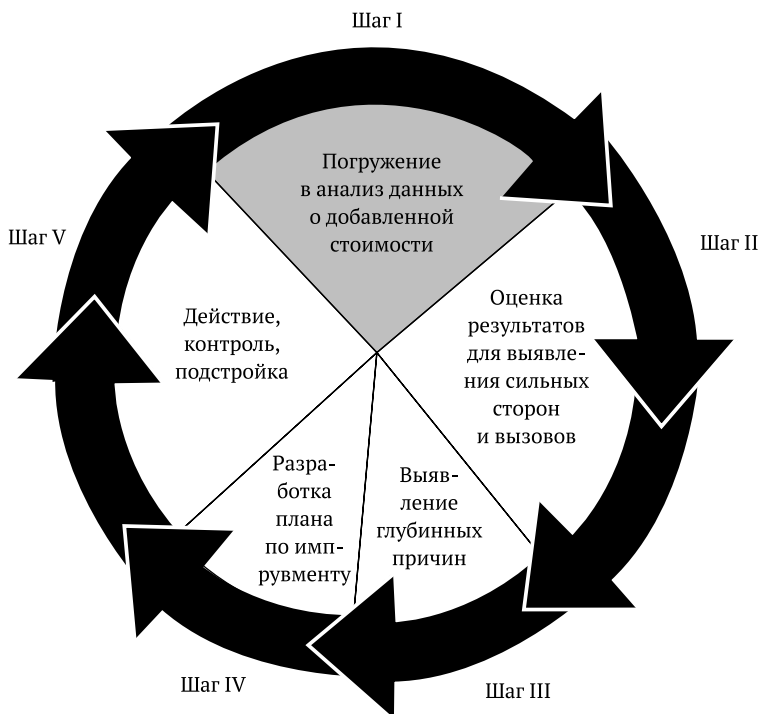 Шаг I
Погружение
в анализ данных
о добавленной
стоимости
Шаг II
Оценка
результатов
для выявле-
ния сильных
сторон
и вызовов
Шаг III
Выяв-
ление
глубинных
причин
Шаг IV
Разра-
ботка
плана
по имп-
рувменту
Шаг V
Действие,
контроль,
подстройка